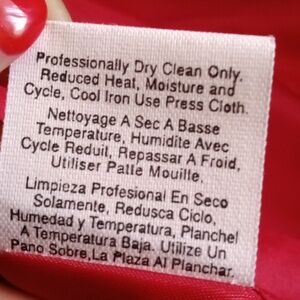 Professionally Dry Clean Only.
Reduced Heat, Moisture and
Cycle, Cool Iron Use Press Cloth.
Nettoyage A Sec A Basse
Temperature, Humidite Avec
Cycle Reduit, Repassar A Froid,
Utiliser Patte Mouille.
Limpieza Profesional En Seco
Solamente, Redusca Ciclo,
Humedad y Temperatura, Planchel
A Temperatura Baja. Utilize Un
Pano Sobre,La Plaza Al Planchar.